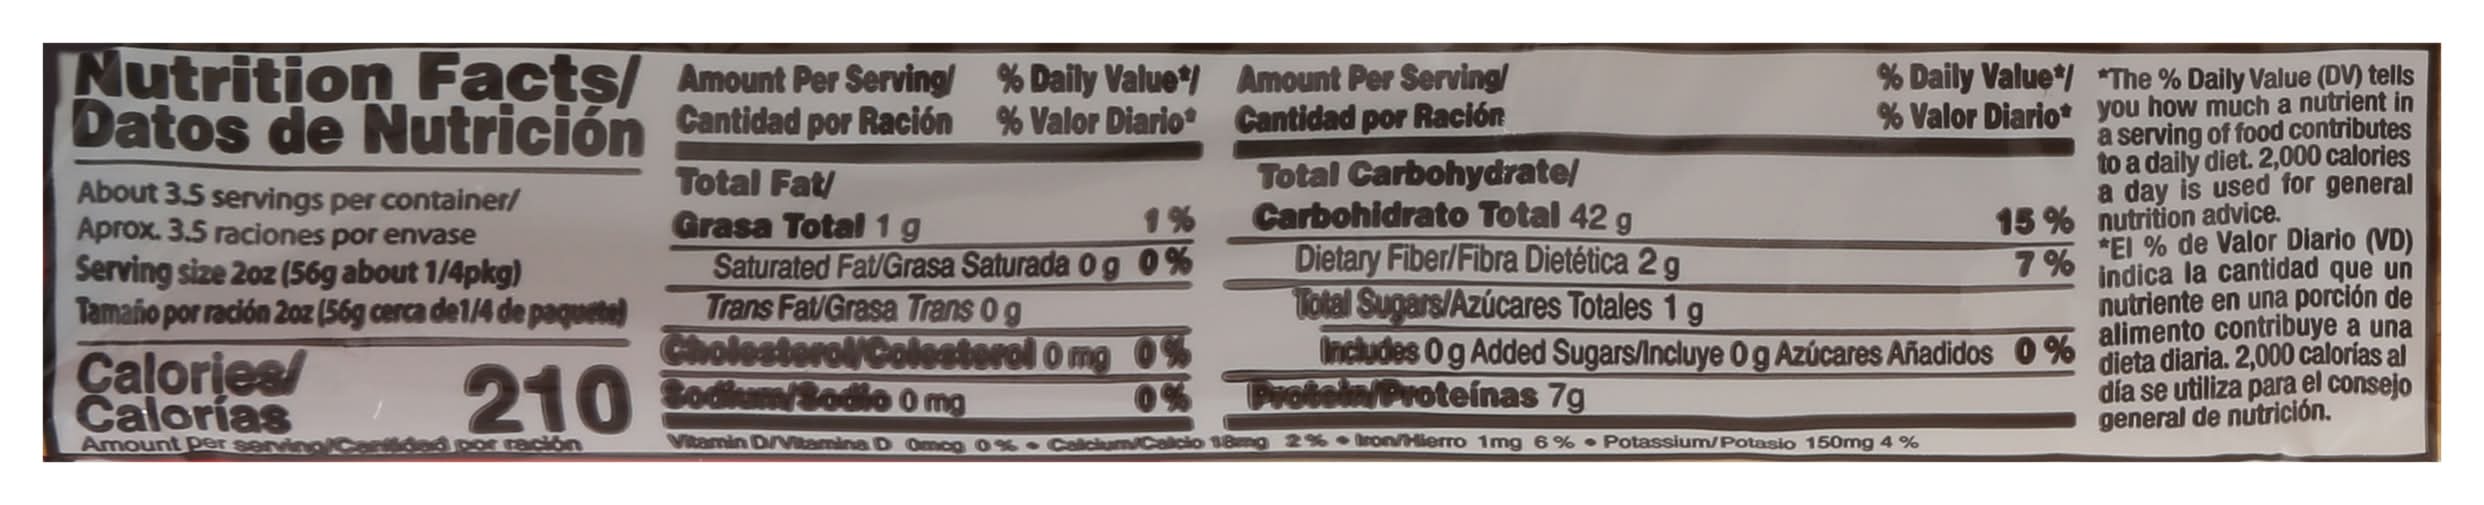 Nutrition Facts/
Datos de Nutrición
About 3.5 servings per container/
Aprox. 3.5 raciones por envase
Serving size 2oz (56g about 1/4pkg)
Tamaño por ración 2oz (56g cerca de1/4 de paquete)
Calories/
Calorías 210
Amount per serving/Cantidad por ración
Amount Per Serving/ % Daily Value*/
Cantidad por Ración % Valor Diario*
Total Fat/
Grasa Total 1 g 1 %
Saturated Fat/Grasa Saturada 0 g 0 %
Trans Fat/Grasa Trans 0 g
Cholesterol/Colesterol 0 mg 0 %
Sodium/Sodio 0 mg 0 %
Amount Per Serving/ % Daily Value*/
Cantidad por Ración % Valor Diario*
Total Carbohydrate/
Carbohidrato Total 42 g 15 %
Dietary Fiber/Fibra Dietética 2 g 7 %
Total Sugars/Azúcares Totales 1 g
Includes 0 g Added Sugars/Incluye 0 g Azúcares Añadidos 0 %
Protein/Proteínas 7g
Vitamin D/Vitamina D 0mcg 0 % • Calcium/Calcio 18mg 2 % • Iron/Hierro 1mg 6 % • Potassium/Potasio 150mg 4 %
*The % Daily Value (DV) tells
you how much a nutrient in
a serving of food contributes
to a daily diet. 2,000 calories
a day is used for general
nutrition advice.
*El % de Valor Diario (VD)
indica la cantidad que un
nutriente en una porción de
alimento contribuye a una
dieta diaria. 2,000 calorías al
día se utiliza para el consejo
general de nutrición.